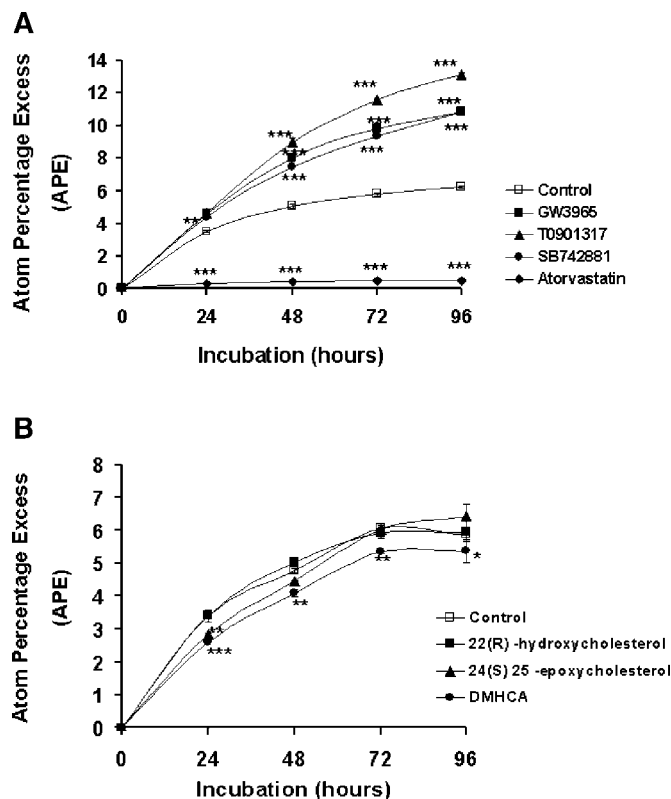 A
Atom Percentage Excess
(APE)
14
12
10
8
6
4
2
0
***
***
***
***
***
***
***
***
***
**
***
***
***
***
0 24 48 72 96
Incubation (hours)
Control
GW3965
T0901317
SB742881
Atorvastatin
B
Atom Percentage Excess
(APE)
8
7
6
5
4
3
2
1
0
**
***
**
**
*
0 24 48 72 96
Incubation (hours)
Control
22(R) -hydroxycholesterol
24(S) 25 -epoxycholesterol
DMHCA